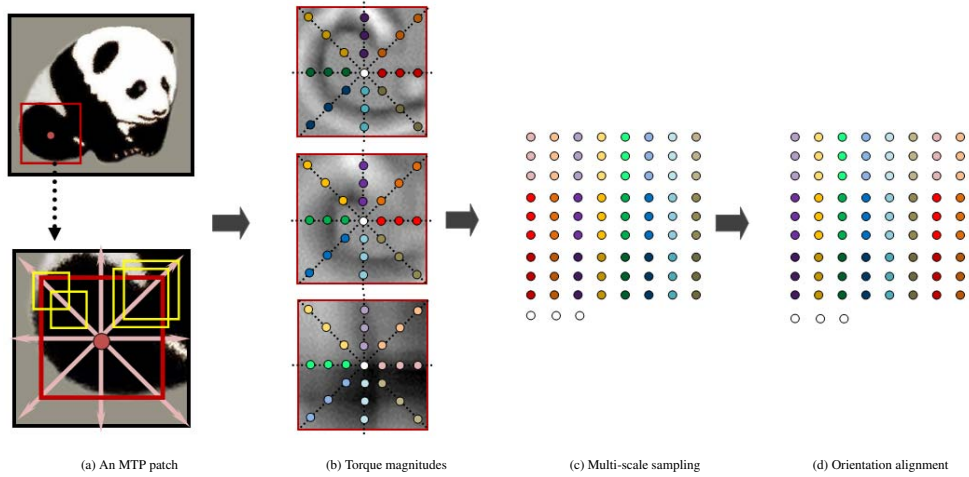 (a) An MTP patch
(b) Torque magnitudes
(c) Multi-scale sampling
(d) Orientation alignment